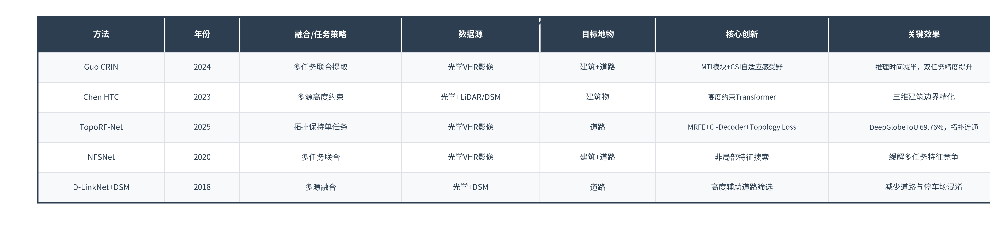 方法 年份 融合/任务策略 数据源 目标地物 核心创新 关键效果
Guo CRIN 2024 多任务联合提取 光学VHR影像 建筑+道路 MTI模块+CSI自适应感受野 推理时间减半，双任务精度提升
Chen HTC 2023 多源高度约束 光学+LiDAR/DSM 建筑物 高度约束Transformer 三维建筑边界精化
TopoRF-Net 2025 拓扑保持单任务 光学VHR影像 道路 MRFE+CI-Decoder+Topology Loss DeepGlobe IoU 69.76%，拓扑连通
NFSNet 2020 多任务联合 光学VHR影像 建筑+道路 非局部特征搜索 缓解多任务特征竞争
D-LinkNet+DSM 2018 多源融合 光学+DSM 道路 高度辅助道路筛选 减少道路与停车场混淆